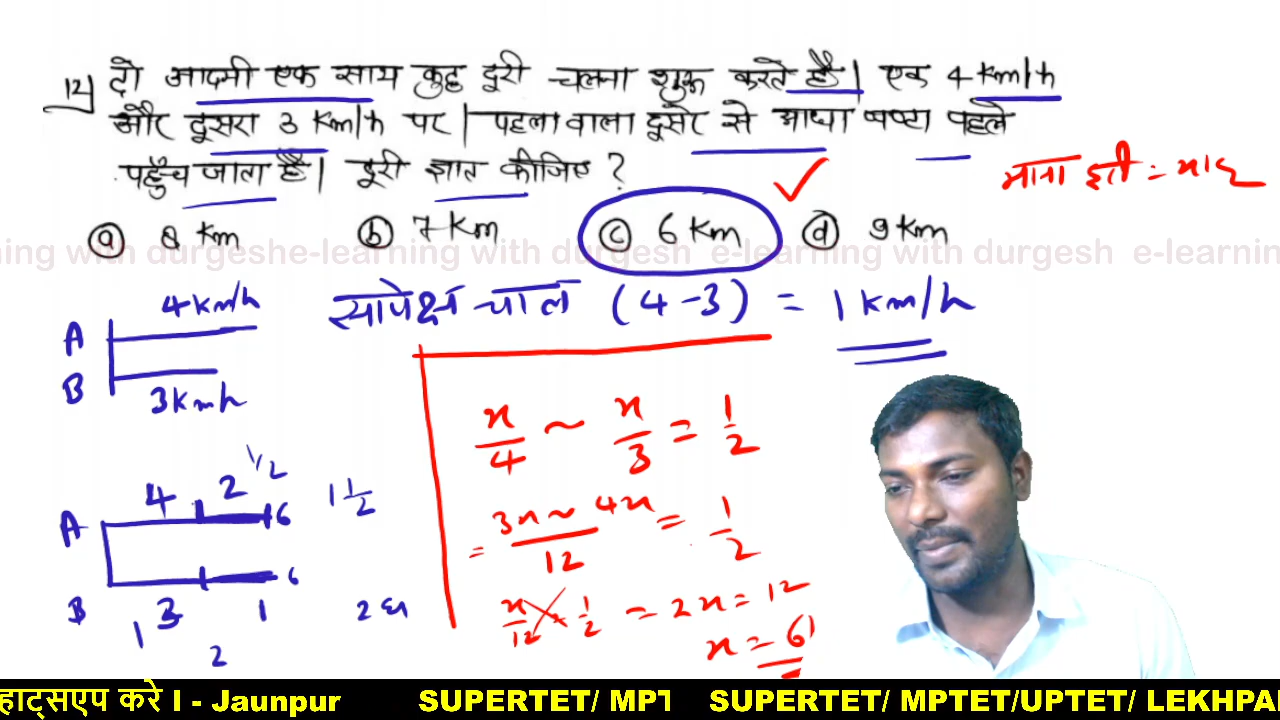 12) दो आदमी एक साथ कुछ दूरी चलना शुरू करते है। एक 4 km/h
और दूसरा 3 km/h पर। पहला वाला दूसरे से आधा घण्टा पहले
पहुँच जाता है। दूरी ज्ञात कीजिए ?
माना दूरी = x
(a) 8 km (b) 7 km (c) 6 km (d) 9 km
ning with durgesh e-learning with durgesh e-learning with durgesh e-learning
4 km/h
सापेक्ष चाल (4 - 3) = 1 km/h
A
B
3 kmh
x/4 ~ x/3 = 1/2
A 4 2 1/2 6 1 1/2
= 3x ~ 4x / 12 = 1/2
6
B 3 1 2 घ
x/12 1/2 = 2x = 12
1
2
x = 6
हाट्सएप करे I - Jaunpur SUPERTET/ MPT SUPERTET/ MPTET/UPTET/ LEKHPA